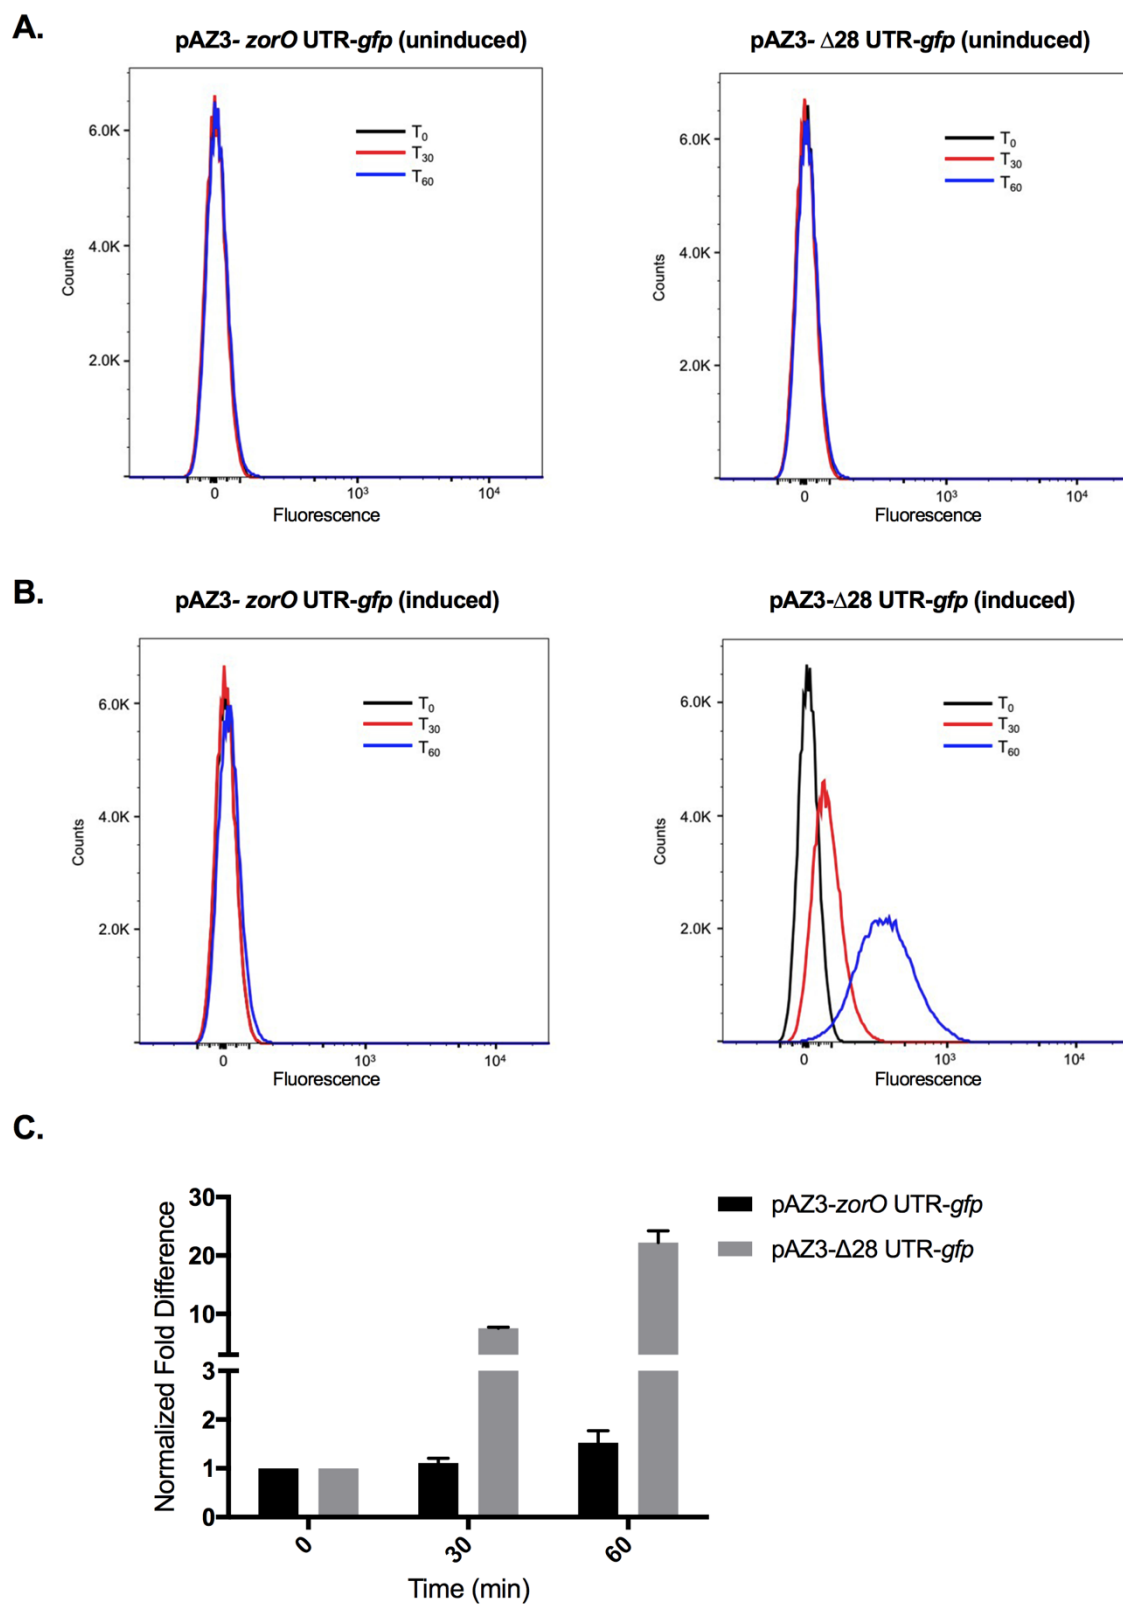 A.
pAZ3- zorO UTR-gfp (uninduced)
pAZ3- Δ28 UTR-gfp (uninduced)
6.0K
4.0K
2.0K
Counts
T0
T30
T60
0
10³
10⁴
Fluorescence
6.0K
4.0K
2.0K
Counts
T0
T30
T60
0
10³
10⁴
Fluorescence
B.
pAZ3- zorO UTR-gfp (induced)
pAZ3-Δ28 UTR-gfp (induced)
6.0K
4.0K
2.0K
Counts
T0
T30
T60
0
10³
10⁴
Fluorescence
6.0K
4.0K
2.0K
Counts
T0
T30
T60
0
10³
10⁴
Fluorescence
C.
Normalized Fold Difference
30
20
10
3
2
1
0
0
30
60
Time (min)
pAZ3-zorO UTR-gfp
pAZ3-Δ28 UTR-gfp